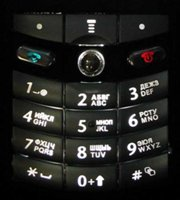 1 2 АБВГ ABC 3 ДЕЖЗ DEF
4 ИЙКЛ GHI 5 МНОП JKL 6 РСТУ MNO
7 ФХЦЧ PQRS 8 ШЩЪЫ TUV 9 ЭЮЯ WXYZ
* 0 + #